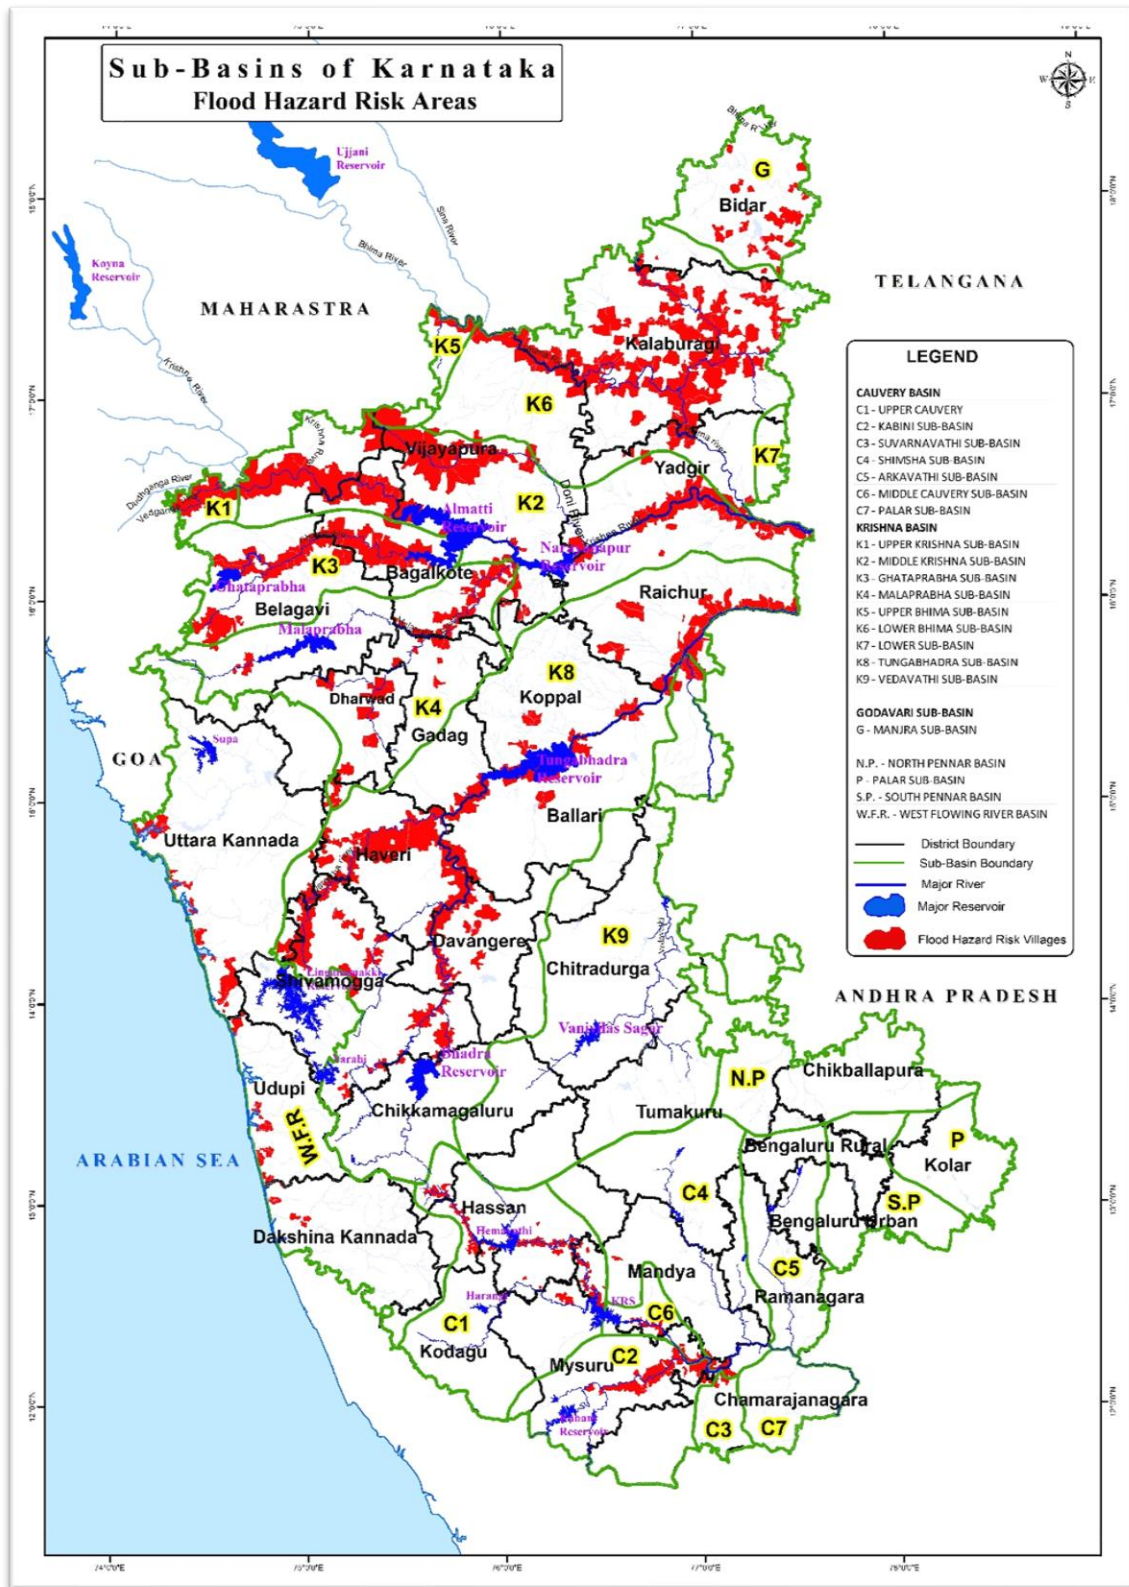 Sub-Basins of Karnataka
Flood Hazard Risk Areas
N
W
E
S
Ujjani
Reservoir
Sina River
Bhima River
Koyna
Reservoir
MAHARASTRA
Krishna River
TELANGANA
G
Bidar
Kalaburagi
K5
K6
Vijayapura
K7
Yadgir
Dudhganga River
K1
K2
Doni River
Almatti
Reservoir
Krishna River
Narayanapur
Reservoir
K3
Bagalkote
Ghataprabha
Belagavi
Raichur
Malaprabha
K8
Koppal
Dharwad
K4
Gadag
GOA
Supa
Tungabhadra
Reservoir
Ballari
Uttara Kannada
Haveri
K9
Davangere
Chitradurga
Shivamogga
Vanivilas Sagar
Bhadra
Reservoir
ANDHRA PRADESH
Udupi
Chikkamagaluru
Tumakuru
N.P
Chikballapura
W.F.R
ARABIAN SEA
Bengaluru Rural
P
Kolar
C4
S.P
Hassan
Bengaluru Urban
Dakshina Kannada
Hemavathi
Mandya
C5
Ramanagara
Harangi
KRS
C1
C6
Kodagu
C2
Mysuru
Chamarajanagara
Kabani
Reservoir
C3
C7
LEGEND
CAUVERY BASIN
C1 - UPPER CAUVERY
C2 - KABINI SUB-BASIN
C3 - SUVARNAVATHI SUB-BASIN
C4 - SHIMSHA SUB-BASIN
C5 - ARKAVATHI SUB-BASIN
C6 - MIDDLE CAUVERY SUB-BASIN
C7 - PALAR SUB-BASIN
KRISHNA BASIN
K1 - UPPER KRISHNA SUB-BASIN
K2 - MIDDLE KRISHNA SUB-BASIN
K3 - GHATAPRABHA SUB-BASIN
K4 - MALAPRABHA SUB-BASIN
K5 - UPPER BHIMA SUB-BASIN
K6 - LOWER BHIMA SUB-BASIN
K7 - LOWER SUB-BASIN
K8 - TUNGABHADRA SUB-BASIN
K9 - VEDAVATHI SUB-BASIN
GODAVARI SUB-BASIN
G - MANJRA SUB-BASIN
N.P. - NORTH PENNAR BASIN
P - PALAR SUB-BASIN
S.P. - SOUTH PENNAR BASIN
W.F.R. - WEST FLOWING RIVER BASIN
District Boundary
Sub-Basin Boundary
Major River
Major Reservoir
Flood Hazard Risk Villages